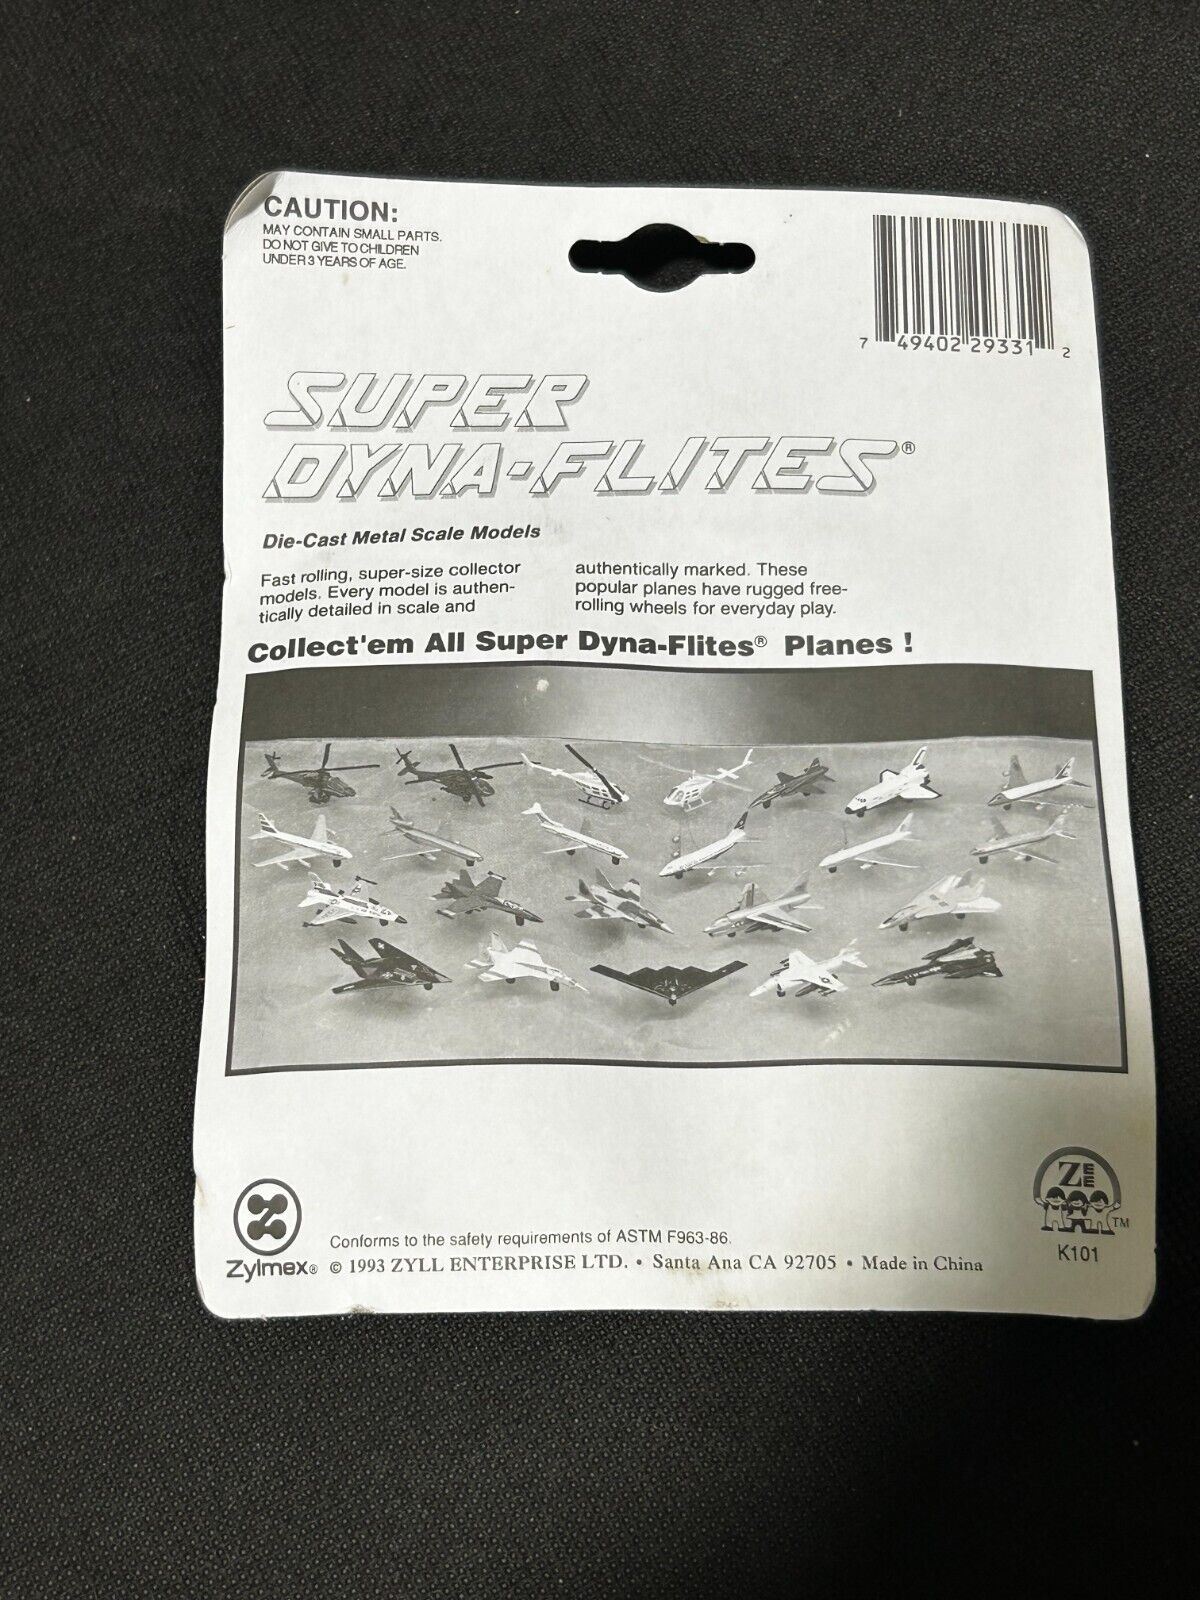 CAUTION:
MAY CONTAIN SMALL PARTS.
DO NOT GIVE TO CHILDREN
UNDER 3 YEARS OF AGE.
7 49402 29331 2
SUPER
DYNA-FLITES®
Die-Cast Metal Scale Models
Fast rolling, super-size collector
models. Every model is authen-
tically detailed in scale and
authentically marked. These
popular planes have rugged free-
rolling wheels for everyday play.
Collect'em All Super Dyna-Flites® Planes !
Z
Zylmex®
Conforms to the safety requirements of ASTM F963-86.
© 1993 ZYLL ENTERPRISE LTD. • Santa Ana CA 92705 • Made in China
ZEE
TM
K101